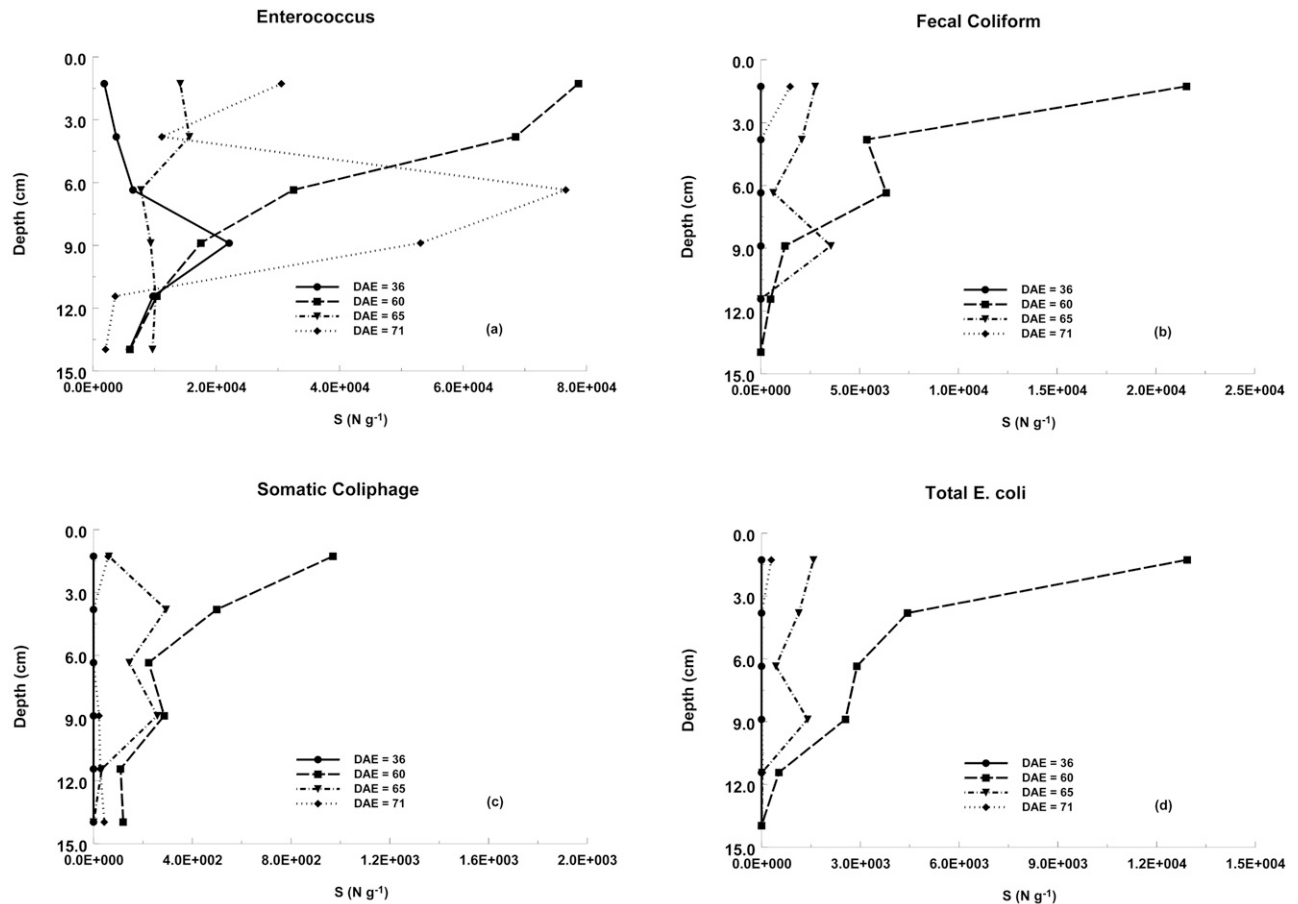 Enterococcus
0.0
3.0
6.0
9.0
12.0
15.0
Depth (cm)
DAE = 36
DAE = 60
DAE = 65
DAE = 71
(a)
0.0E+000 2.0E+004 4.0E+004 6.0E+004 8.0E+004
S (N g⁻¹)
Fecal Coliform
0.0
3.0
6.0
9.0
12.0
15.0
Depth (cm)
DAE = 36
DAE = 60
DAE = 65
DAE = 71
(b)
0.0E+000 5.0E+003 1.0E+004 1.5E+004 2.0E+004 2.5E+004
S (N g⁻¹)
Somatic Coliphage
0.0
3.0
6.0
9.0
12.0
15.0
Depth (cm)
DAE = 36
DAE = 60
DAE = 65
DAE = 71
(c)
0.0E+000 4.0E+002 8.0E+002 1.2E+003 1.6E+003 2.0E+003
S (N g⁻¹)
Total E. coli
0.0
3.0
6.0
9.0
12.0
15.0
Depth (cm)
DAE = 36
DAE = 60
DAE = 65
DAE = 71
(d)
0.0E+000 3.0E+003 6.0E+003 9.0E+003 1.2E+004 1.5E+004
S (N g⁻¹)